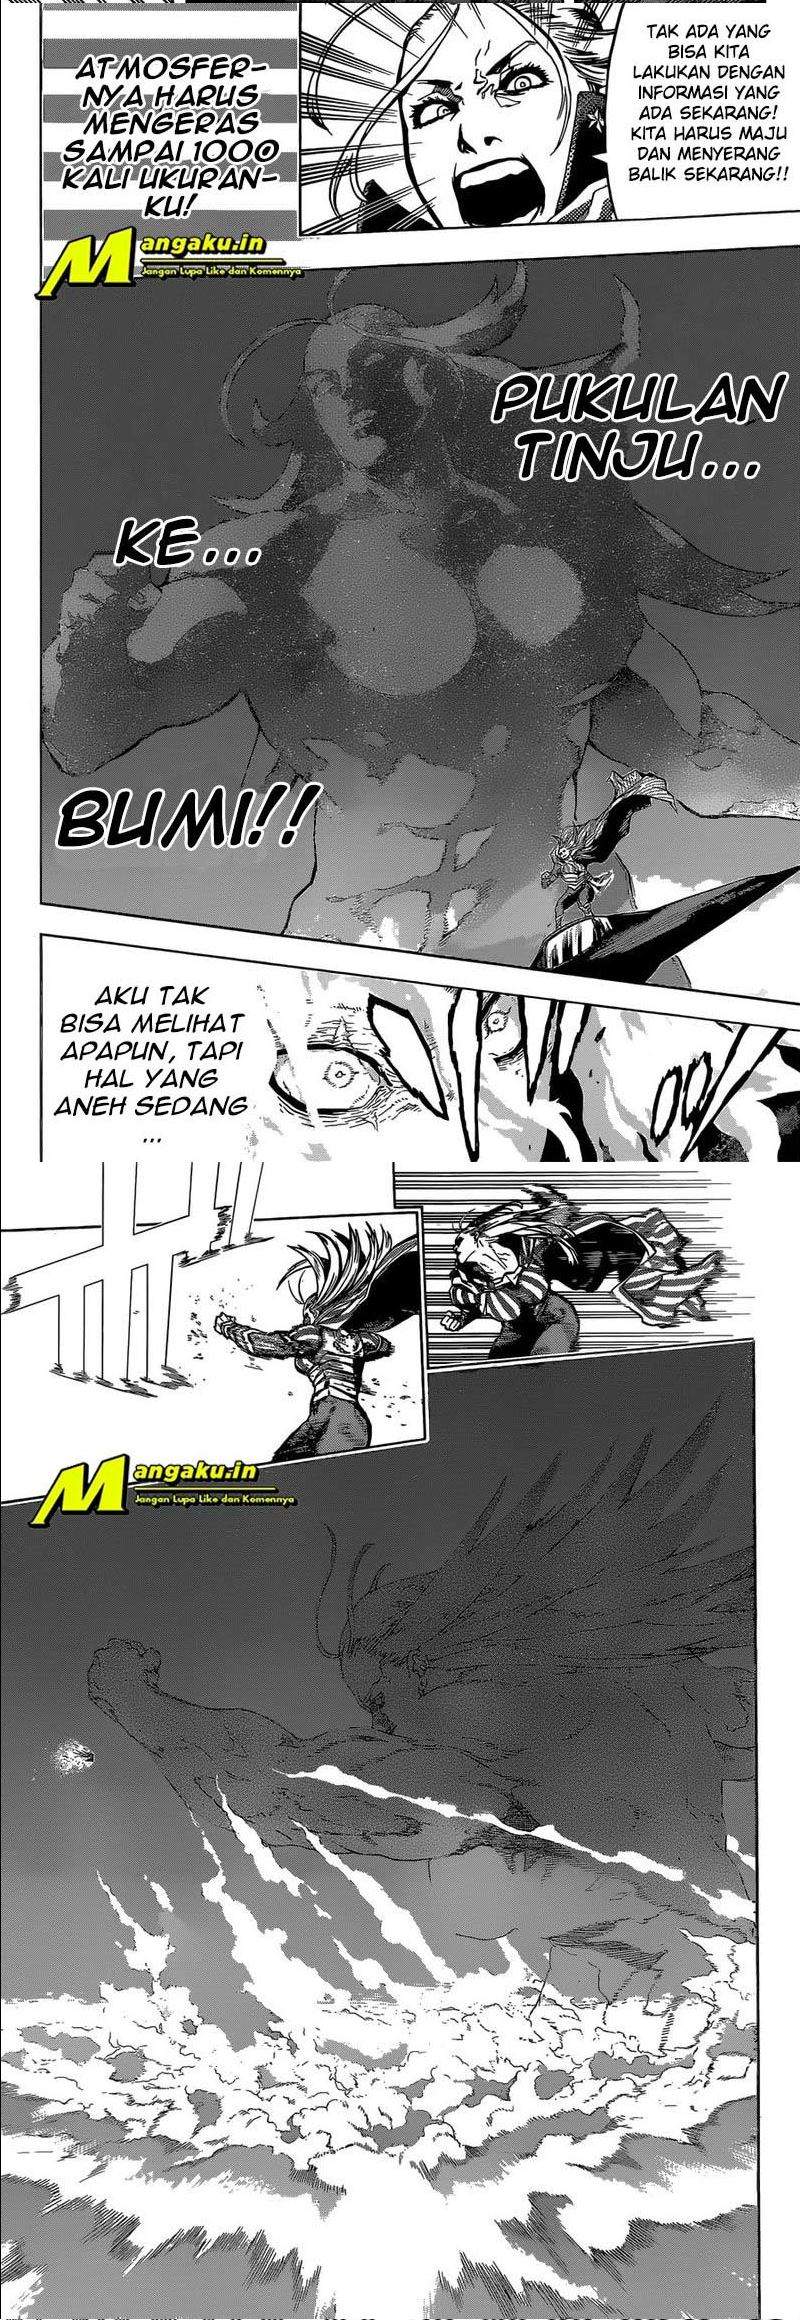 TAK ADA YANG
BISA KITA
LAKUKAN DENGAN
INFORMASI YANG
ADA SEKARANG!
KITA HARUS MAJU
DAN MENYERANG
BALIK SEKARANG!!
ATMOSFER-
NYA HARUS
MENGERAS
SAMPAI 1000
KALI UKURAN-
KU!
Mangaku.in
Jangan Lupa Like dan Komennya
PUKULAN
TINJU...
KE...
BUMI!!
AKU TAK
BISA MELIHAT
APAPUN, TAPI
HAL YANG
ANEH SEDANG
...
Mangaku.in
Jangan Lupa Like dan Komennya